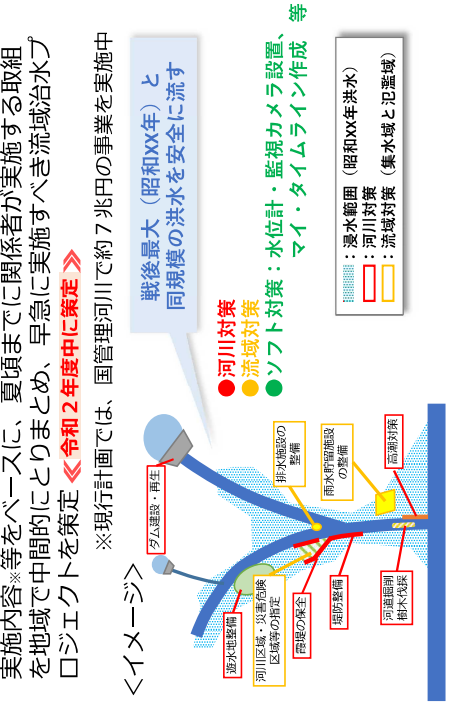 実施内容※等をベースに、夏頃までに関係者が実施する取組
を地域で中間的にとりまとめ、早急に実施すべき流域治水プ
ロジェクトを策定≪令和２年度中に策定≫
※現行計画では、国管理河川で約７兆円の事業を実施中
＜イメージ＞
戦後最大（昭和XX年）と
同規模の洪水を安全に流す
●河川対策
●流域対策
●ソフト対策：水位計・監視カメラ設置、
マイ・タイムライン作成 等
：浸水範囲（昭和XX年洪水）
：河川対策
：流域対策（集水域と氾濫域）
ダム建設・再生
遊水地整備
排水施設の
整備
河川区域・災害危険
区域等の指定
雨水貯留施設
の整備
霞堤の保全
堤防整備
高潮対策
河道掘削
樹木伐採